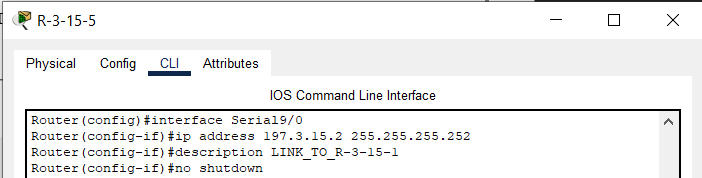 R-3-15-5
Physical Config CLI Attributes
IOS Command Line Interface
Router(config)#interface Serial9/0
Router(config-if)#ip address 197.3.15.2 255.255.255.252
Router(config-if)#description LINK_TO_R-3-15-1
Router(config-if)#no shutdown